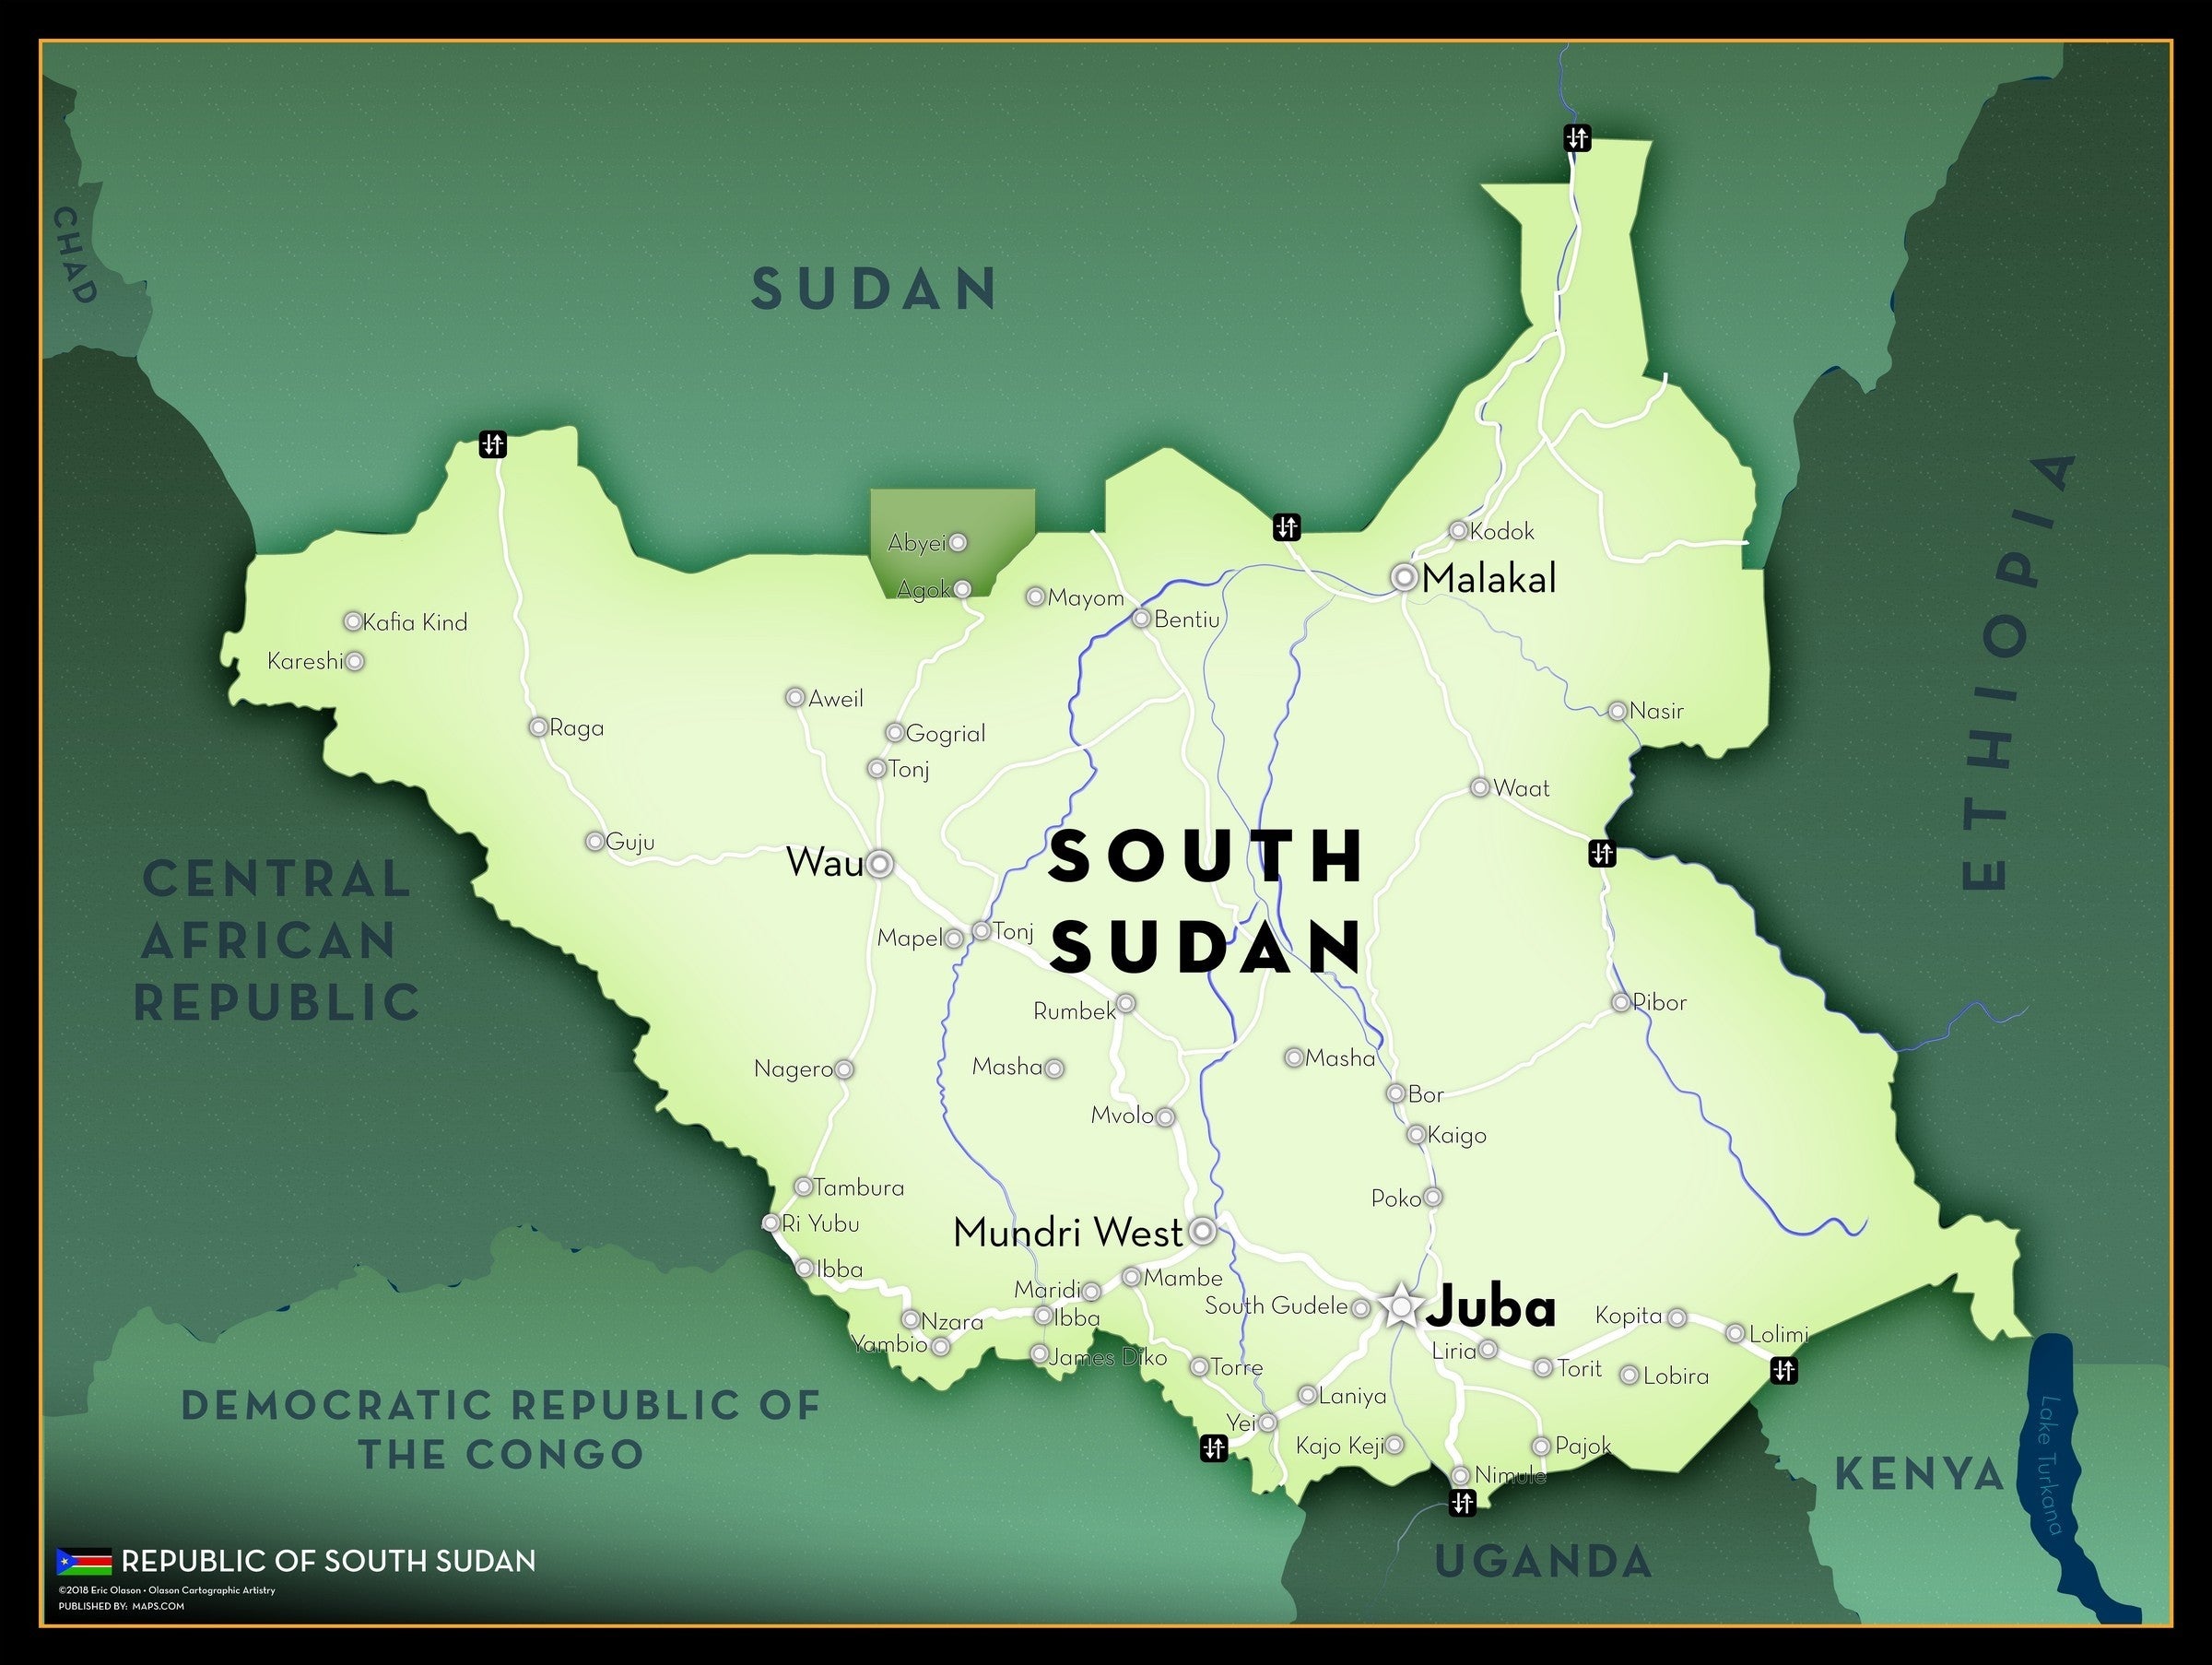 CHAD
SUDAN
ETHIOPIA
Abyei
Agok
Kodok
Malakal
Mayom
Bentiu
Kafia Kind
Kareshi
Aweil
Raga
Gogrial
Nasir
Tonj
Waat
Guju
Wau
SOUTH
SUDAN
CENTRAL
AFRICAN
REPUBLIC
Mapel
Tonj
Rumbek
Pibor
Masha
Masha
Nagero
Bor
Mvolo
Kaigo
Tambura
Poko
Ri Yubu
Mundri West
Ibba
Mambe
Maridi
South Gudele
Juba
Kopita
Ibba
Nzara
Lolimi
Yambio
James Diko
Liria
Torre
Torit
Lobira
Laniya
Yei
Kajo Keji
Pajok
Nimule
DEMOCRATIC REPUBLIC OF
THE CONGO
KENYA
Lake Turkana
UGANDA
REPUBLIC OF SOUTH SUDAN
©2018 Eric Olason • Olason Cartographic Artistry
PUBLISHED BY: MAPS.COM